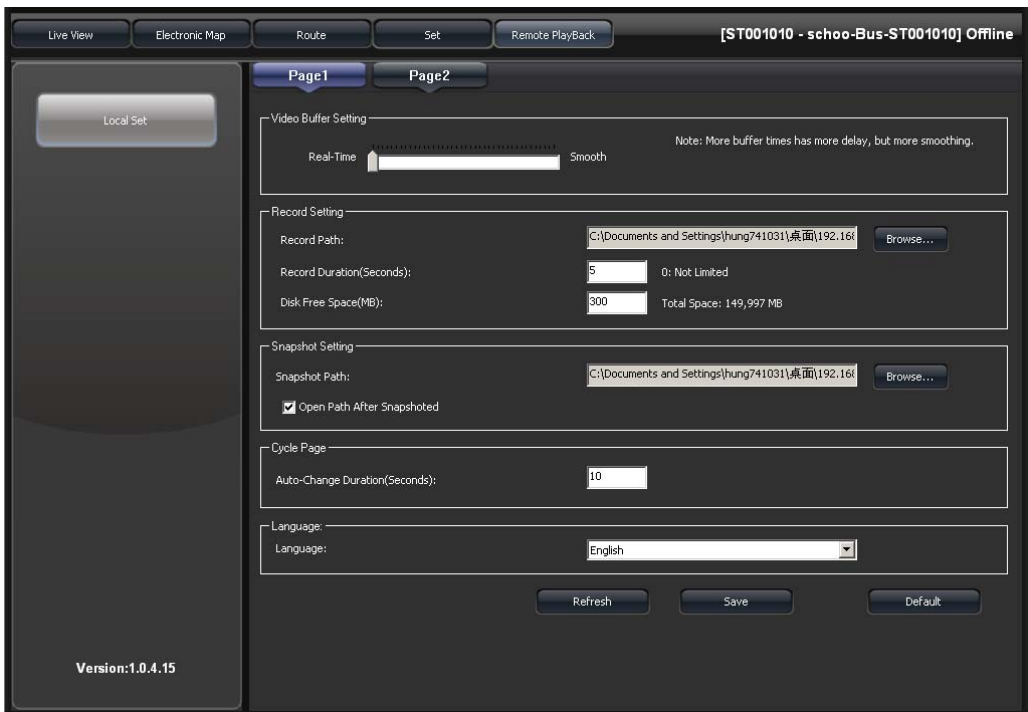 Live View Electronic Map Route Set Remote PlayBack [ST001010 - schoo-Bus-ST001010] Offline
Local Set
Page1 Page2
Video Buffer Setting
Note: More buffer times has more delay, but more smoothing.
Real-Time Smooth
Record Setting
Record Path: C:\Documents and Settings\hung741031\桌面\192.168 Browse...
Record Duration(Seconds): 5 0: Not Limited
Disk Free Space(MB): 300 Total Space: 149,997 MB
Snapshot Setting
Snapshot Path: C:\Documents and Settings\hung741031\桌面\192.168 Browse...
Open Path After Snapshoted
Cycle Page
Auto-Change Duration(Seconds): 10
Language:
Language: English
Refresh Save Default
Version:1.0.4.15